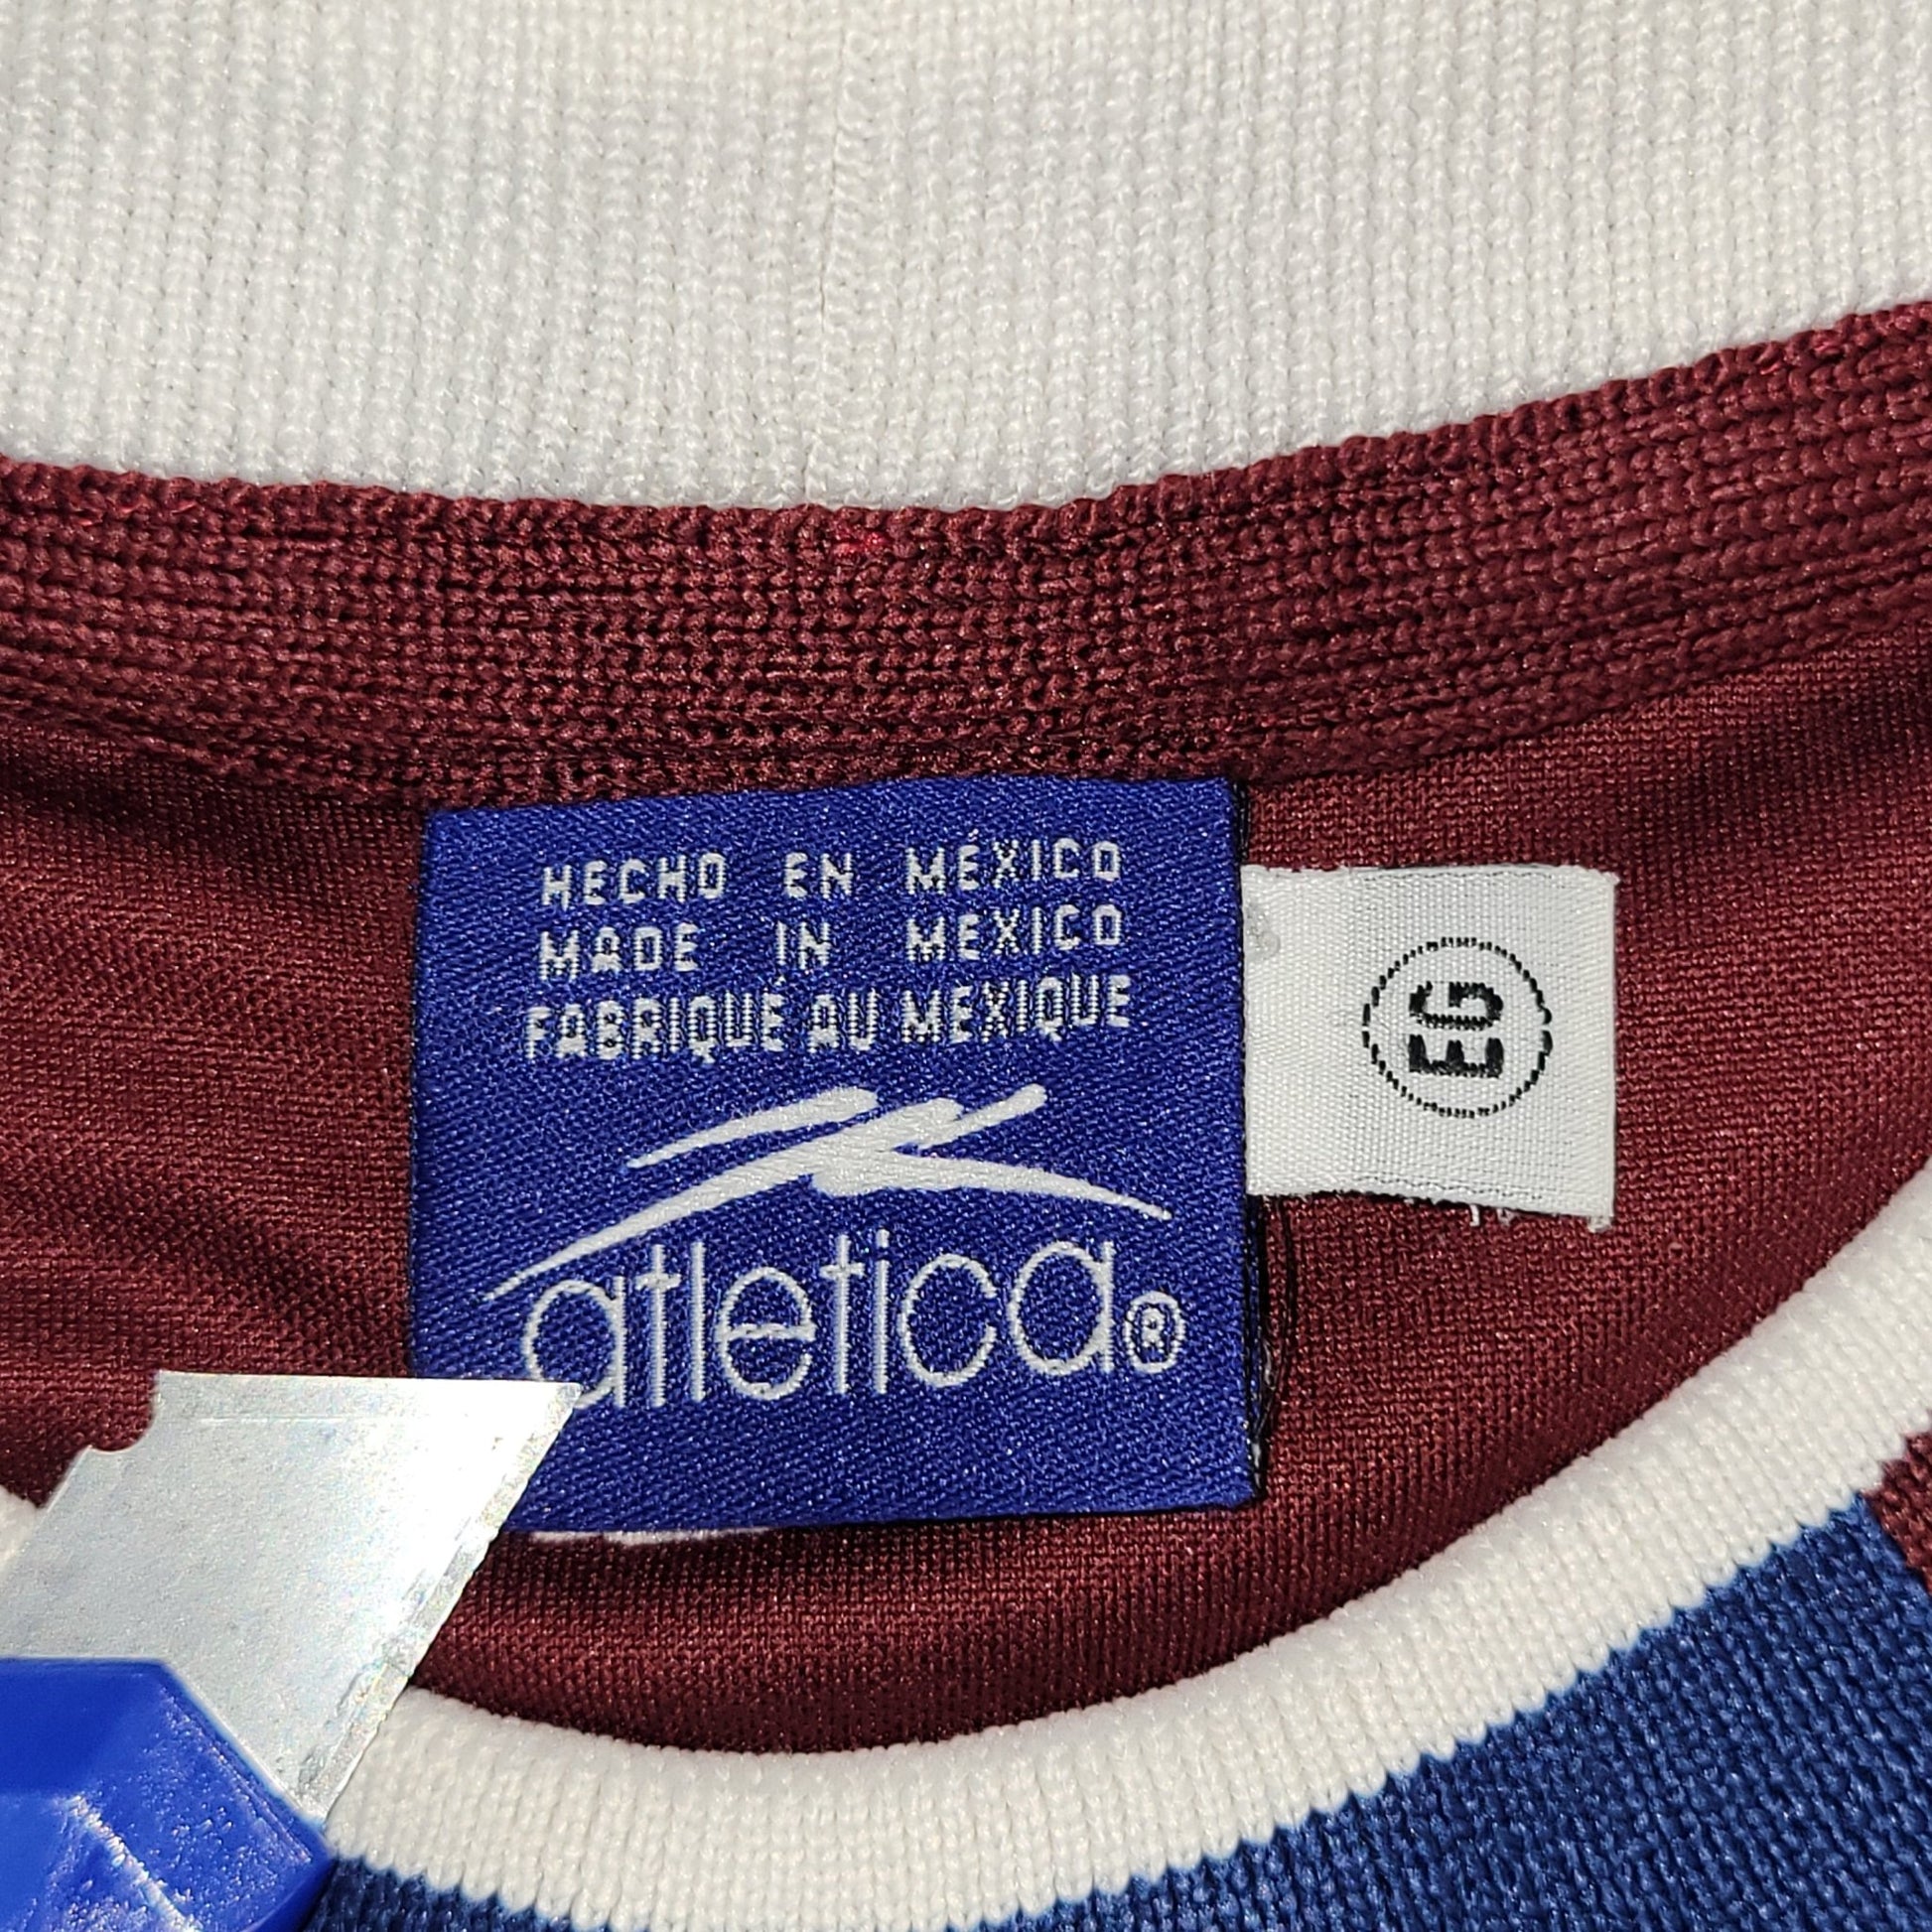 HECHO EN MÉXICO
MADE IN MEXICO
FABRIQUÉ AU MEXIQUE
atletica®
EG